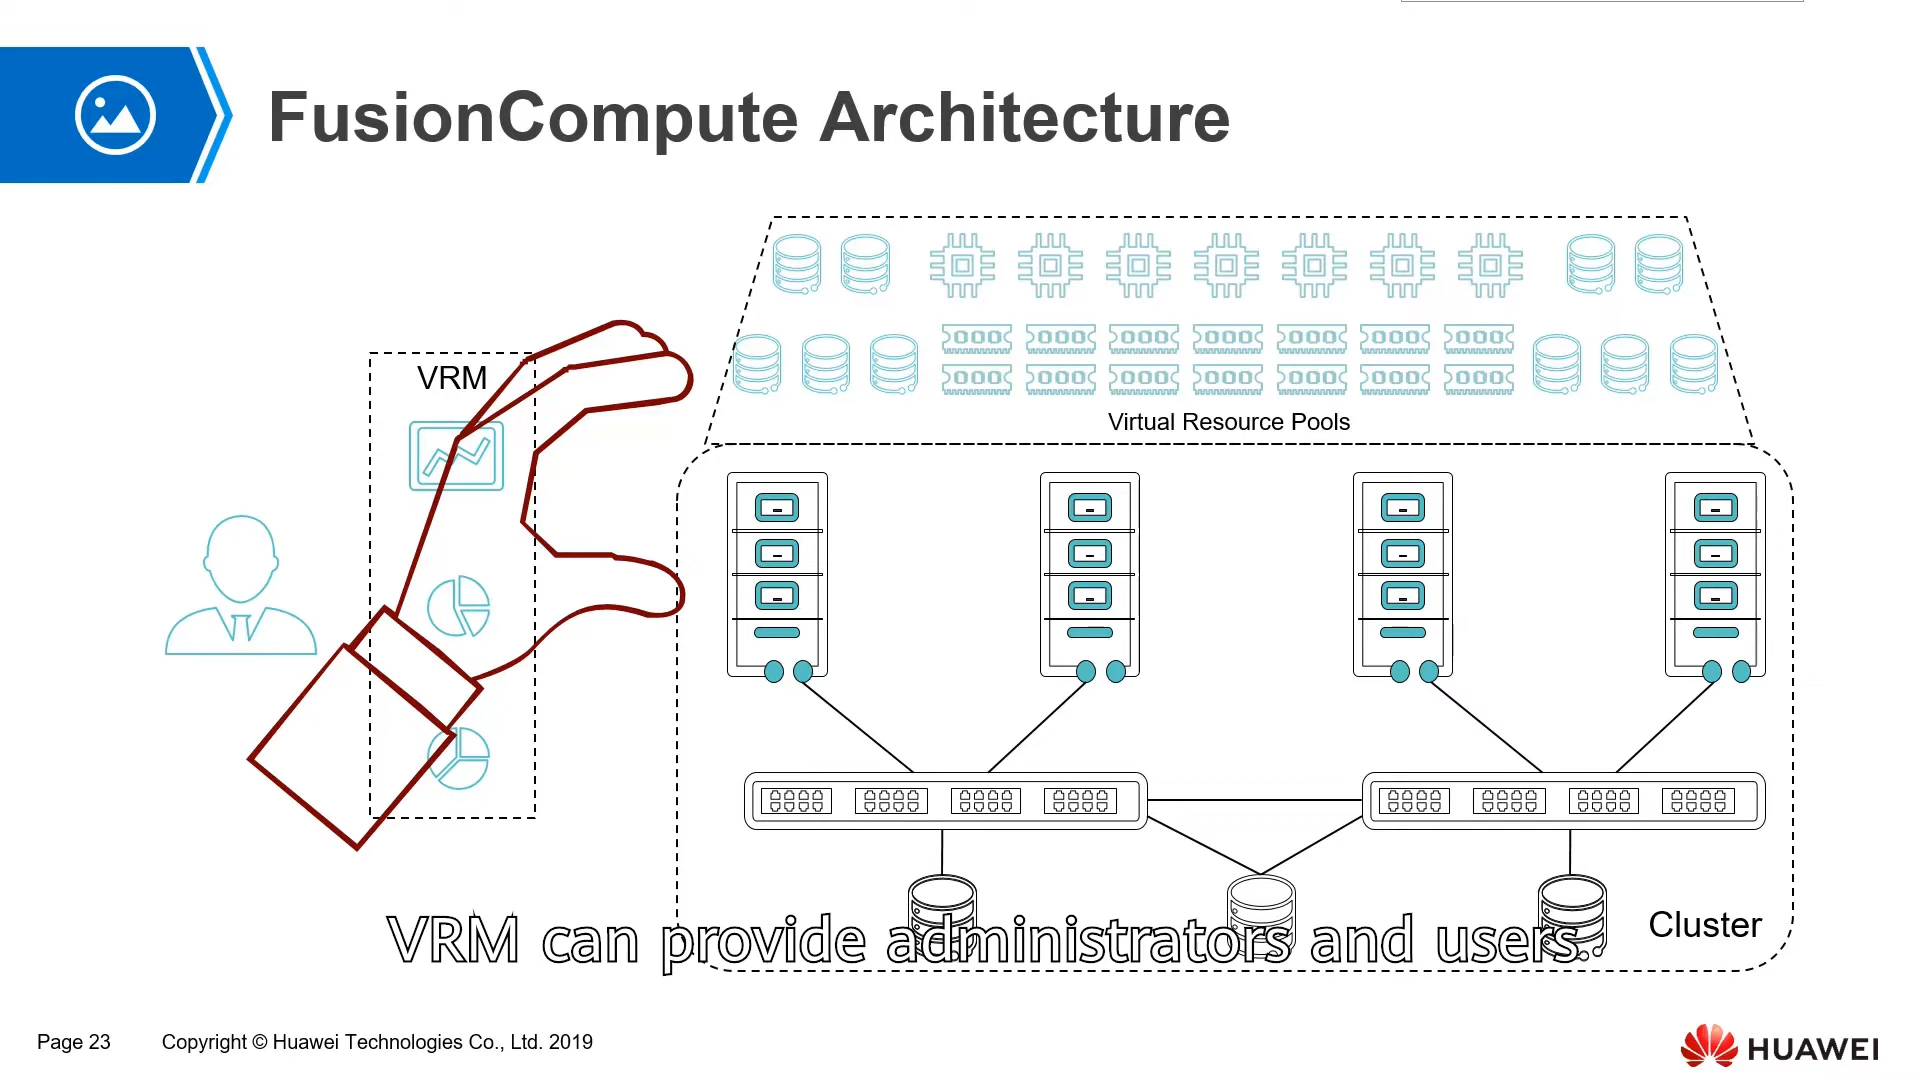 FusionCompute Architecture
VRM
Virtual Resource Pools
Cluster
VRM can provide administrators and users
Page 23
Copyright © Huawei Technologies Co., Ltd. 2019
HUAWEI